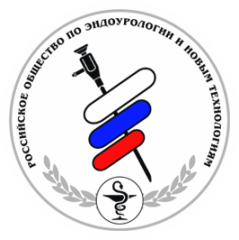 РОССИЙСКОЕ ОБЩЕСТВО ПО ЭНДОУРОЛОГИИ И НОВЫМ ТЕХНОЛОГИЯМ